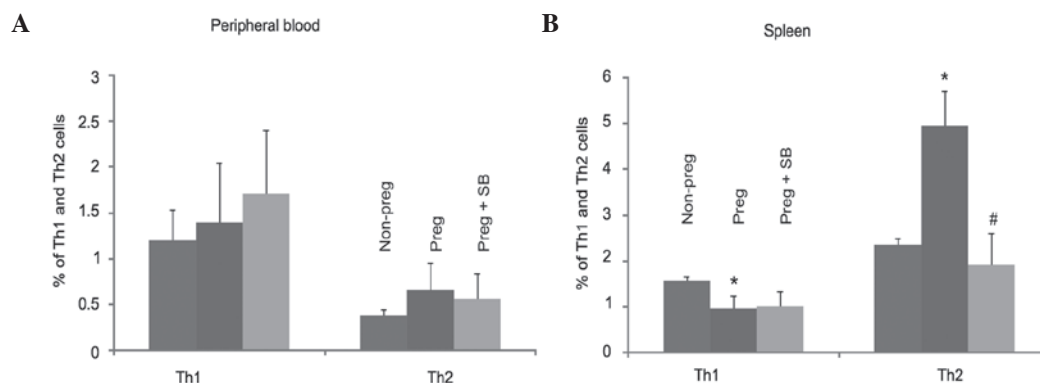 A
Peripheral blood
% of Th1 and Th2 cells
3
2.5
2
1.5
1
0.5
0
Non-preg
Preg
Preg + SB
Th1
Th2
B
Spleen
% of Th1 and Th2 cells
6
5
4
3
2
1
0
Non-preg
Preg
Preg + SB
*
*
#
Th1
Th2